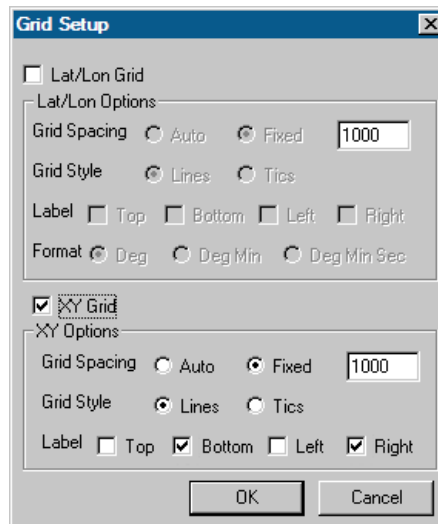 Grid Setup
Lat/Lon Grid
Lat/Lon Options
Grid Spacing Auto Fixed 1000
Grid Style Lines Tics
Label Top Bottom Left Right
Format Deg Deg Min Deg Min Sec
XY Grid
XY Options
Grid Spacing Auto Fixed 1000
Grid Style Lines Tics
Label Top Bottom Left Right
OK Cancel